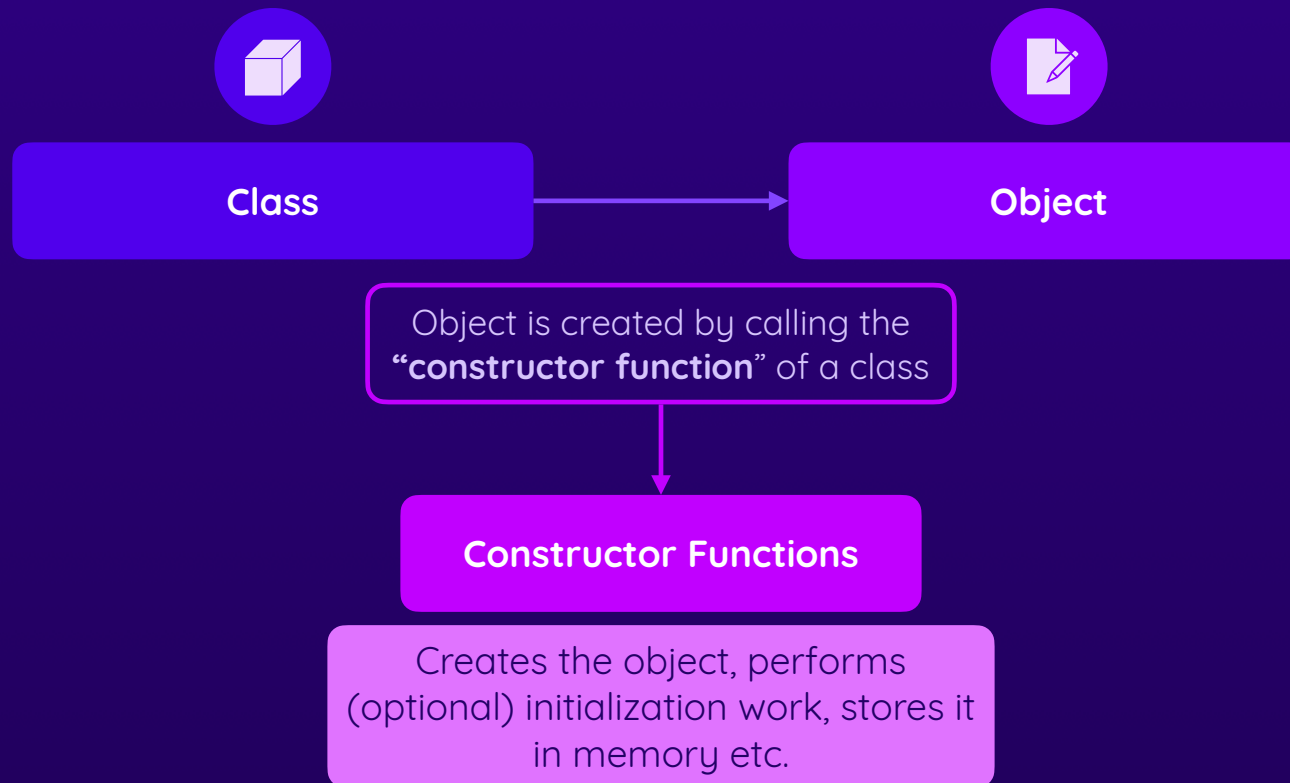 Class
Object
Object is created by calling the
“constructor function” of a class
Constructor Functions
Creates the object, performs
(optional) initialization work, stores it
in memory etc.